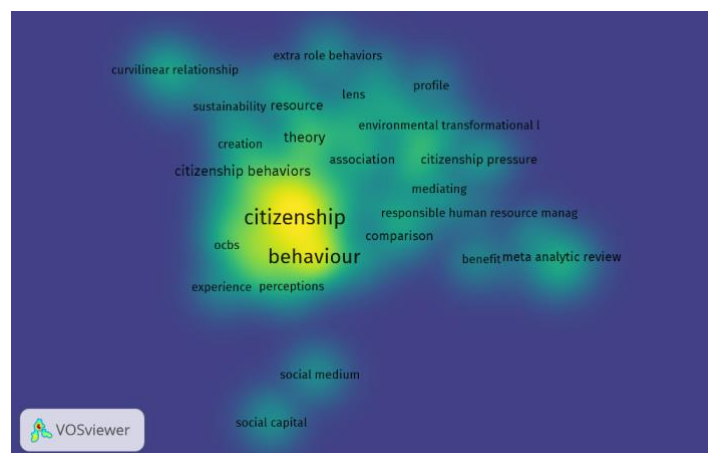 extra role behaviors
curvilinear relationship
profile
lens
sustainability resource
environmental transformational l
theory
creation
association
citizenship pressure
citizenship behaviors
mediating
responsible human resource manag
citizenship
comparison
ocbs
behaviour
benefit meta analytic review
experience perceptions
social medium
social capital
VOSviewer